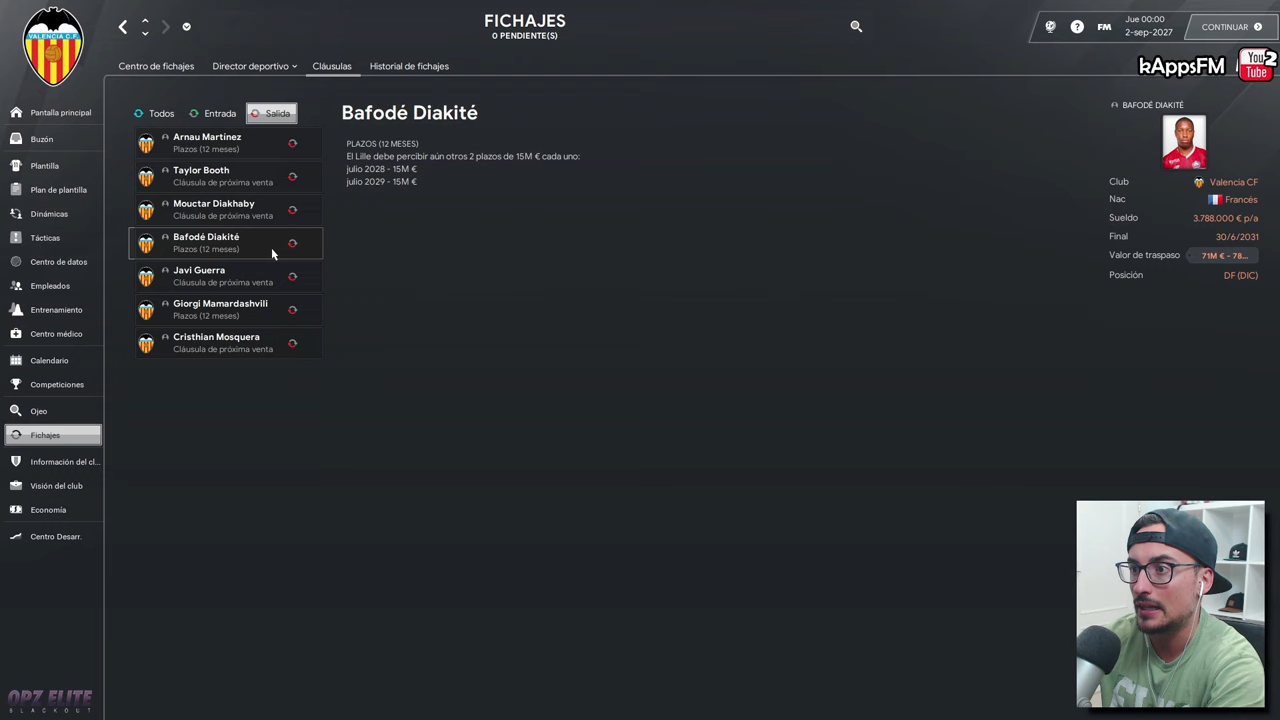 VALENCIA C.F.
FICHAJES
0 PENDIENTE(S)
FM
Jue 00:00
2-sep-2027
CONTINUAR
kAppsFM
You
Tube
2
Centro de fichajes
Director deportivo
Cláusulas
Historial de fichajes
Pantalla principal
Buzón
Plantilla
Plan de plantilla
Dinámicas
Tácticas
Centro de datos
Empleados
Entrenamiento
Centro médico
Calendario
Competiciones
Ojeo
Fichajes
Información del cl...
Visión del club
Economía
Centro Desarr.
OPZ ELITE
BLACKOUT
Todos
Entrada
Salida
Arnau Martínez
Plazos (12 meses)
Taylor Booth
Cláusula de próxima venta
Mouctar Diakhaby
Cláusula de próxima venta
Bafodé Diakité
Plazos (12 meses)
Javi Guerra
Cláusula de próxima venta
Giorgi Mamardashvili
Plazos (12 meses)
Cristhian Mosquera
Cláusula de próxima venta
Bafodé Diakité
PLAZOS (12 MESES)
El Lille debe percibir aún otros 2 plazos de 15M € cada uno:
julio 2028 - 15M €
julio 2029 - 15M €
BAFODÉ DIAKITÉ
Club Valencia CF
Nac Francés
Sueldo 3.788.000 € p/a
Final 30/6/2031
Valor de traspaso 71M € - 78...
Posición DF (DIC)